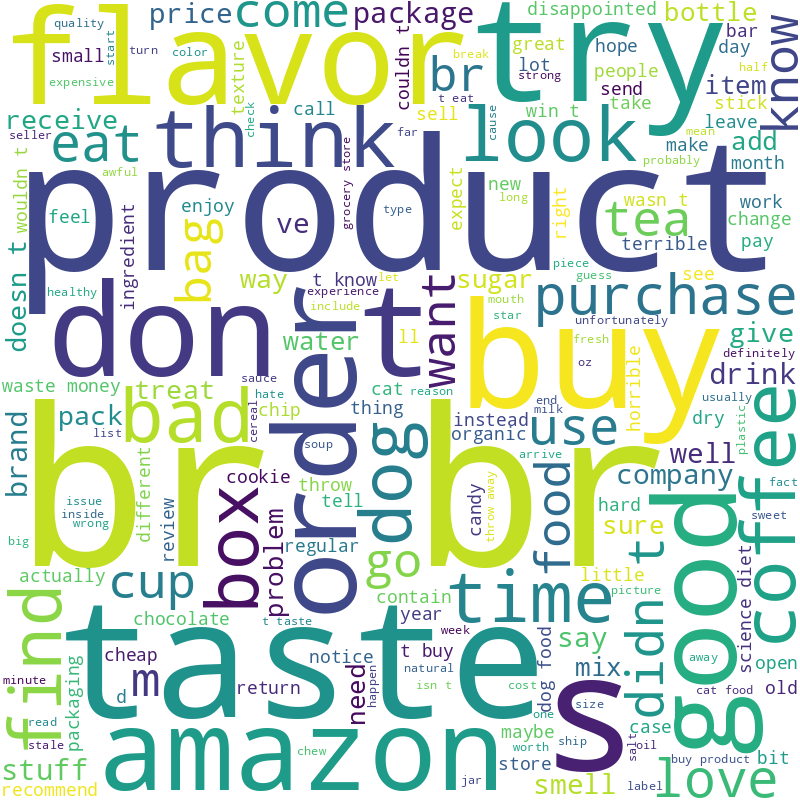 quality
start
turn
color
price
come
package
disappointed
bottle
know
flavor
try
small
expensive
texture
couldn t
br
lot
great
strong
people
hope
bar
day
t eat
send
item
stick
break
half
receive
seller
eat
think
call
check
far
cause
look
sell
win t
take
make
leave
add
month
mean
probably
wouldn t
awful
product
grocery store
type
expect
new
long
right
wasn t
tea
terrible
work
change
pay
feel
ingredient
enjoy
ve
bag
doesn t
healthy
way
t know
let
experience
include
want
sugar
mouth
star
piece
guess
see
purchase
unfortunately
give
definitely
don
t
order
water
ll
buy
fresh
oz
horrible
drink
usually
waste money
treat
sauce
hate
cat
reason
end
milk
dry
plastic
brand
pack
list
bad
cereal
chip
thing
soup
dog
instead
organic
arrive
use
well
coffee
br
br
different
review
cookie
throw
tell
candy
throw away
food
company
hard
sure
fact
sweet
issue
inside
wrong
big
box
problem
regular
go
contain
little
picture
good
actually
cup
chocolate
year
time
didn t
science diet
open
find
taste
t taste
week
t buy
say
away
cheap
m
notice
natural
isn t
need
happen
cost
dog food
mix
cat food
old
minute
packaging
d
return
amazon
s
one
size
maybe
worth
ship
store
case
oil
salt
buy product
bit
read
stale
stuff
recommend
chew
jar
smell
label
love